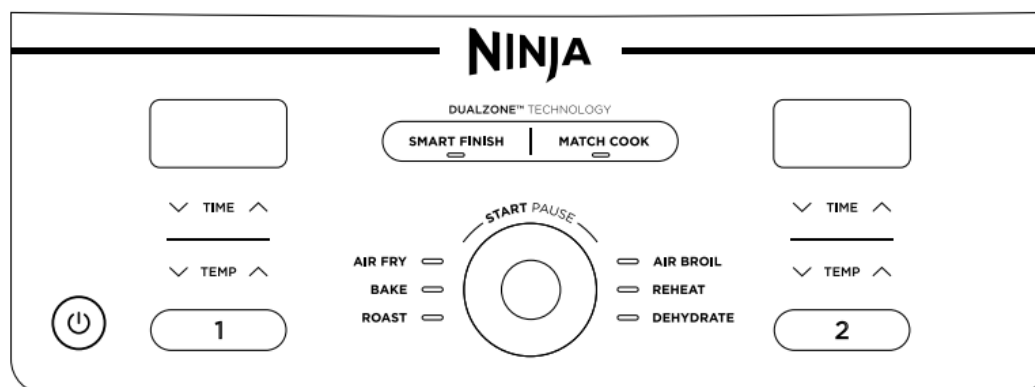 NINJA
DUALZONE™ TECHNOLOGY
SMART FINISH
MATCH COOK
TIME
TEMP
1
START PAUSE
AIR FRY
BAKE
ROAST
AIR BROIL
REHEAT
DEHYDRATE
TIME
TEMP
2